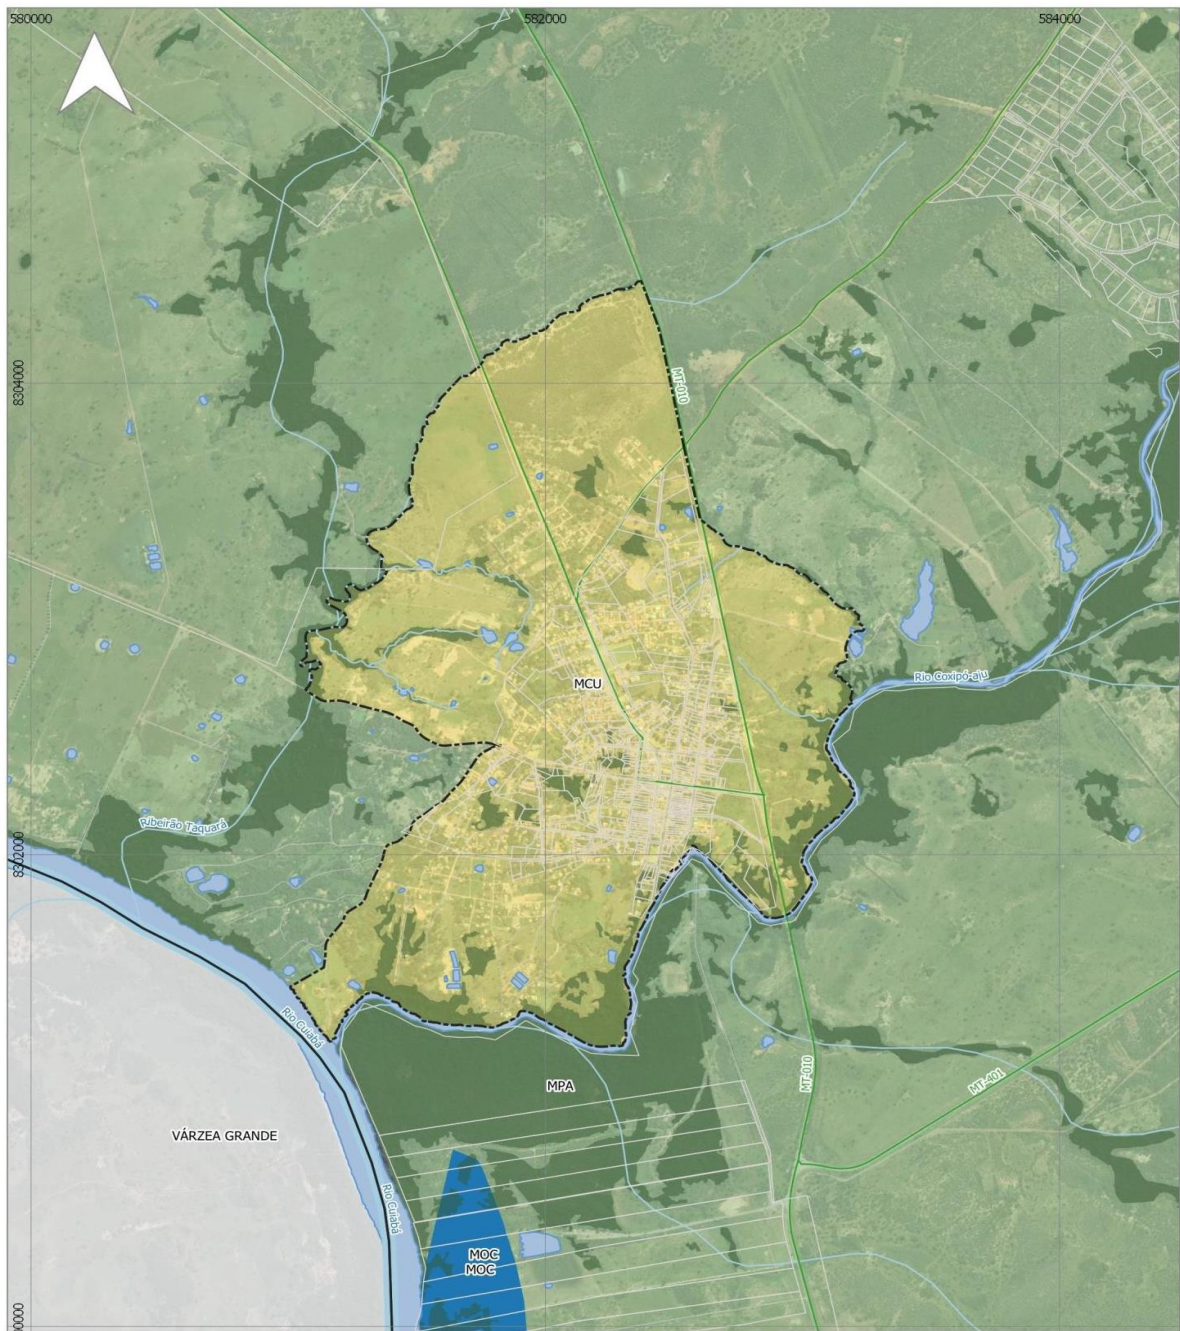 580000
582000
584000
8304000
MT-010
MCU
Rio Coxipó-açu
Ribeirão Taquará
8302000
Rio Cuiabá
MT-010
MT-401
MPA
VÁRZEA GRANDE
Rio Cuiabá
MOC
MOC